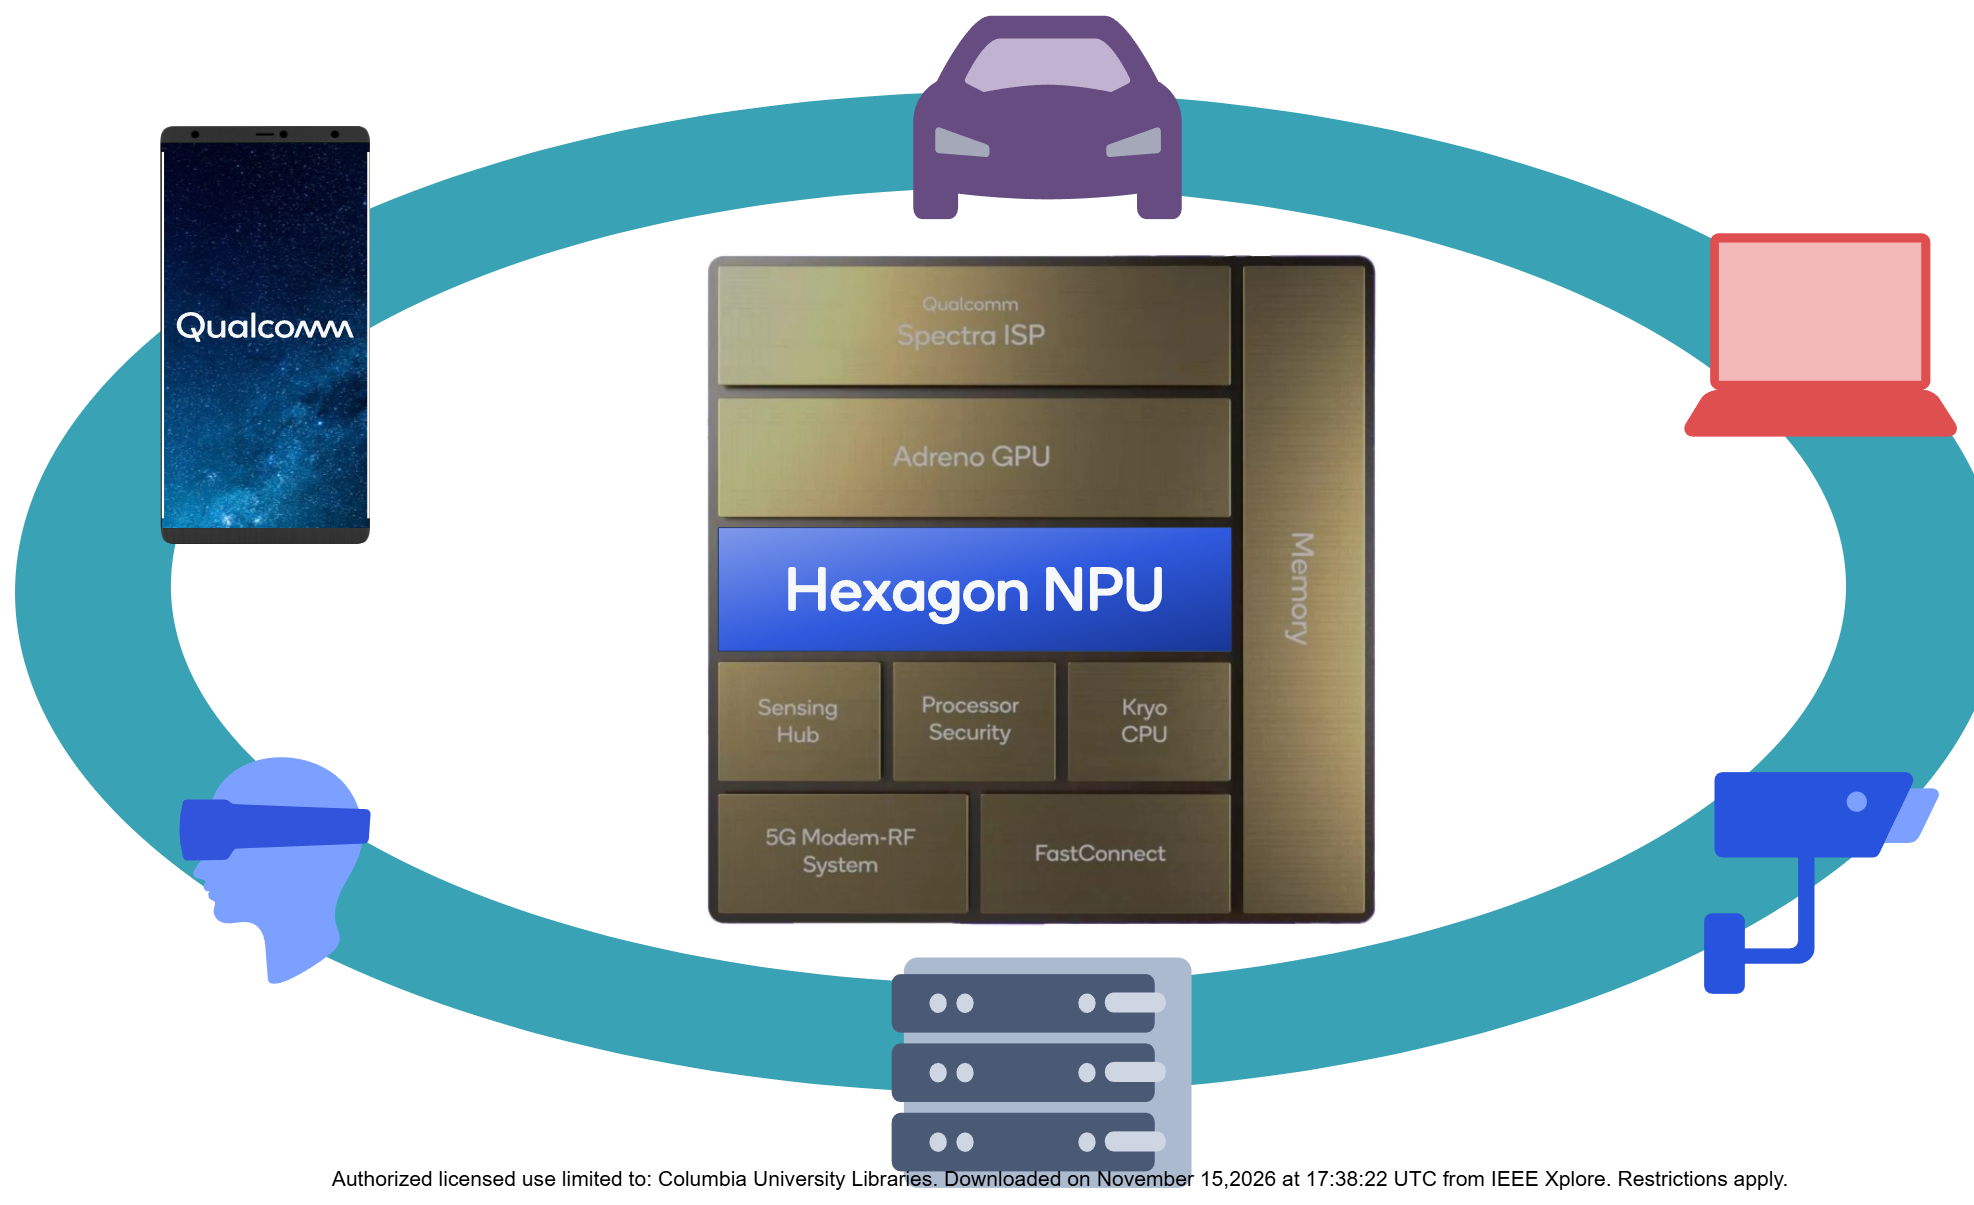 Qualcomm
Qualcomm
Spectra ISP
Adreno GPU
Hexagon NPU
Memory
Sensing
Hub
Processor
Security
Kryo
CPU
5G Modem-RF
System
FastConnect
Authorized licensed use limited to: Columbia University Libraries. Downloaded on November 15,2026 at 17:38:22 UTC from IEEE Xplore. Restrictions apply.